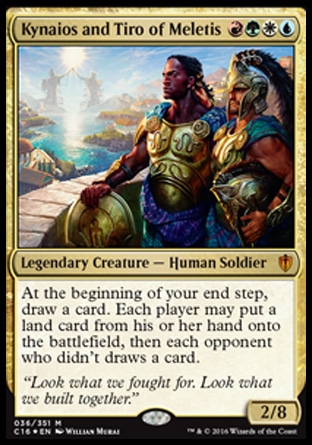 Kynaios and Tiro of Meletis
Legendary Creature — Human Soldier
At the beginning of your end step,
draw a card. Each player may put a
land card from his or her hand onto
the battlefield, then each opponent
who didn't draws a card.
“Look what we fought for. Look what
we built together.”
2/8
036/351 M
C16 ★ EN Willian Murai
™ & © 2016 Wizards of the Coast